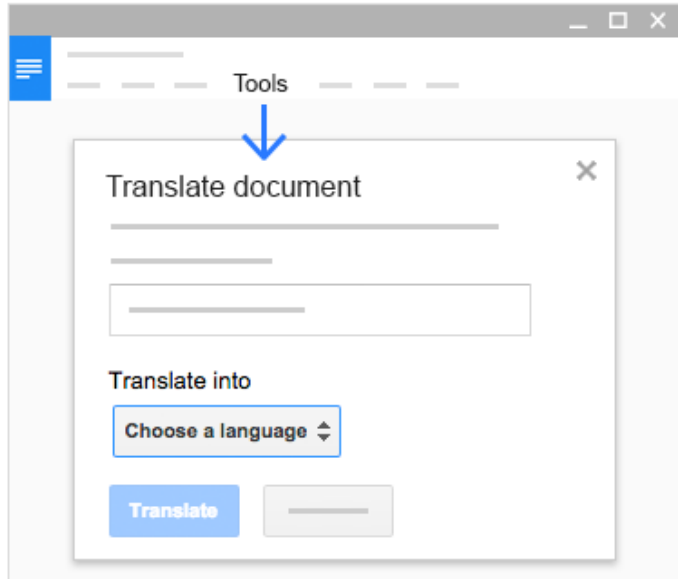 Tools
Translate document
Translate into
Choose a language
Translate